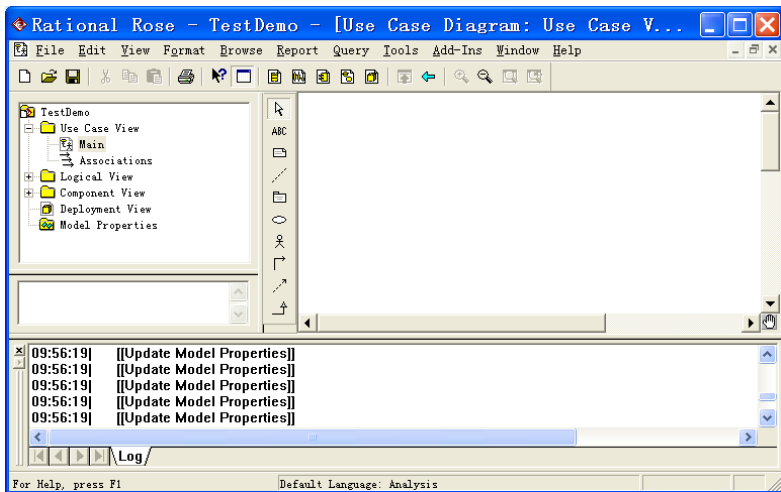 Rational Rose - TestDemo - [Use Case Diagram: Use Case V...
File Edit View Format Browse Report Query Tools Add-Ins Window Help
TestDemo
Use Case View
Main
Associations
Logical View
Component View
Deployment View
Model Properties
ABC
09:56:19| [[Update Model Properties]]
09:56:19| [[Update Model Properties]]
09:56:19| [[Update Model Properties]]
09:56:19| [[Update Model Properties]]
09:56:19| [[Update Model Properties]]
Log
For Help, press F1 Default Language: Analysis